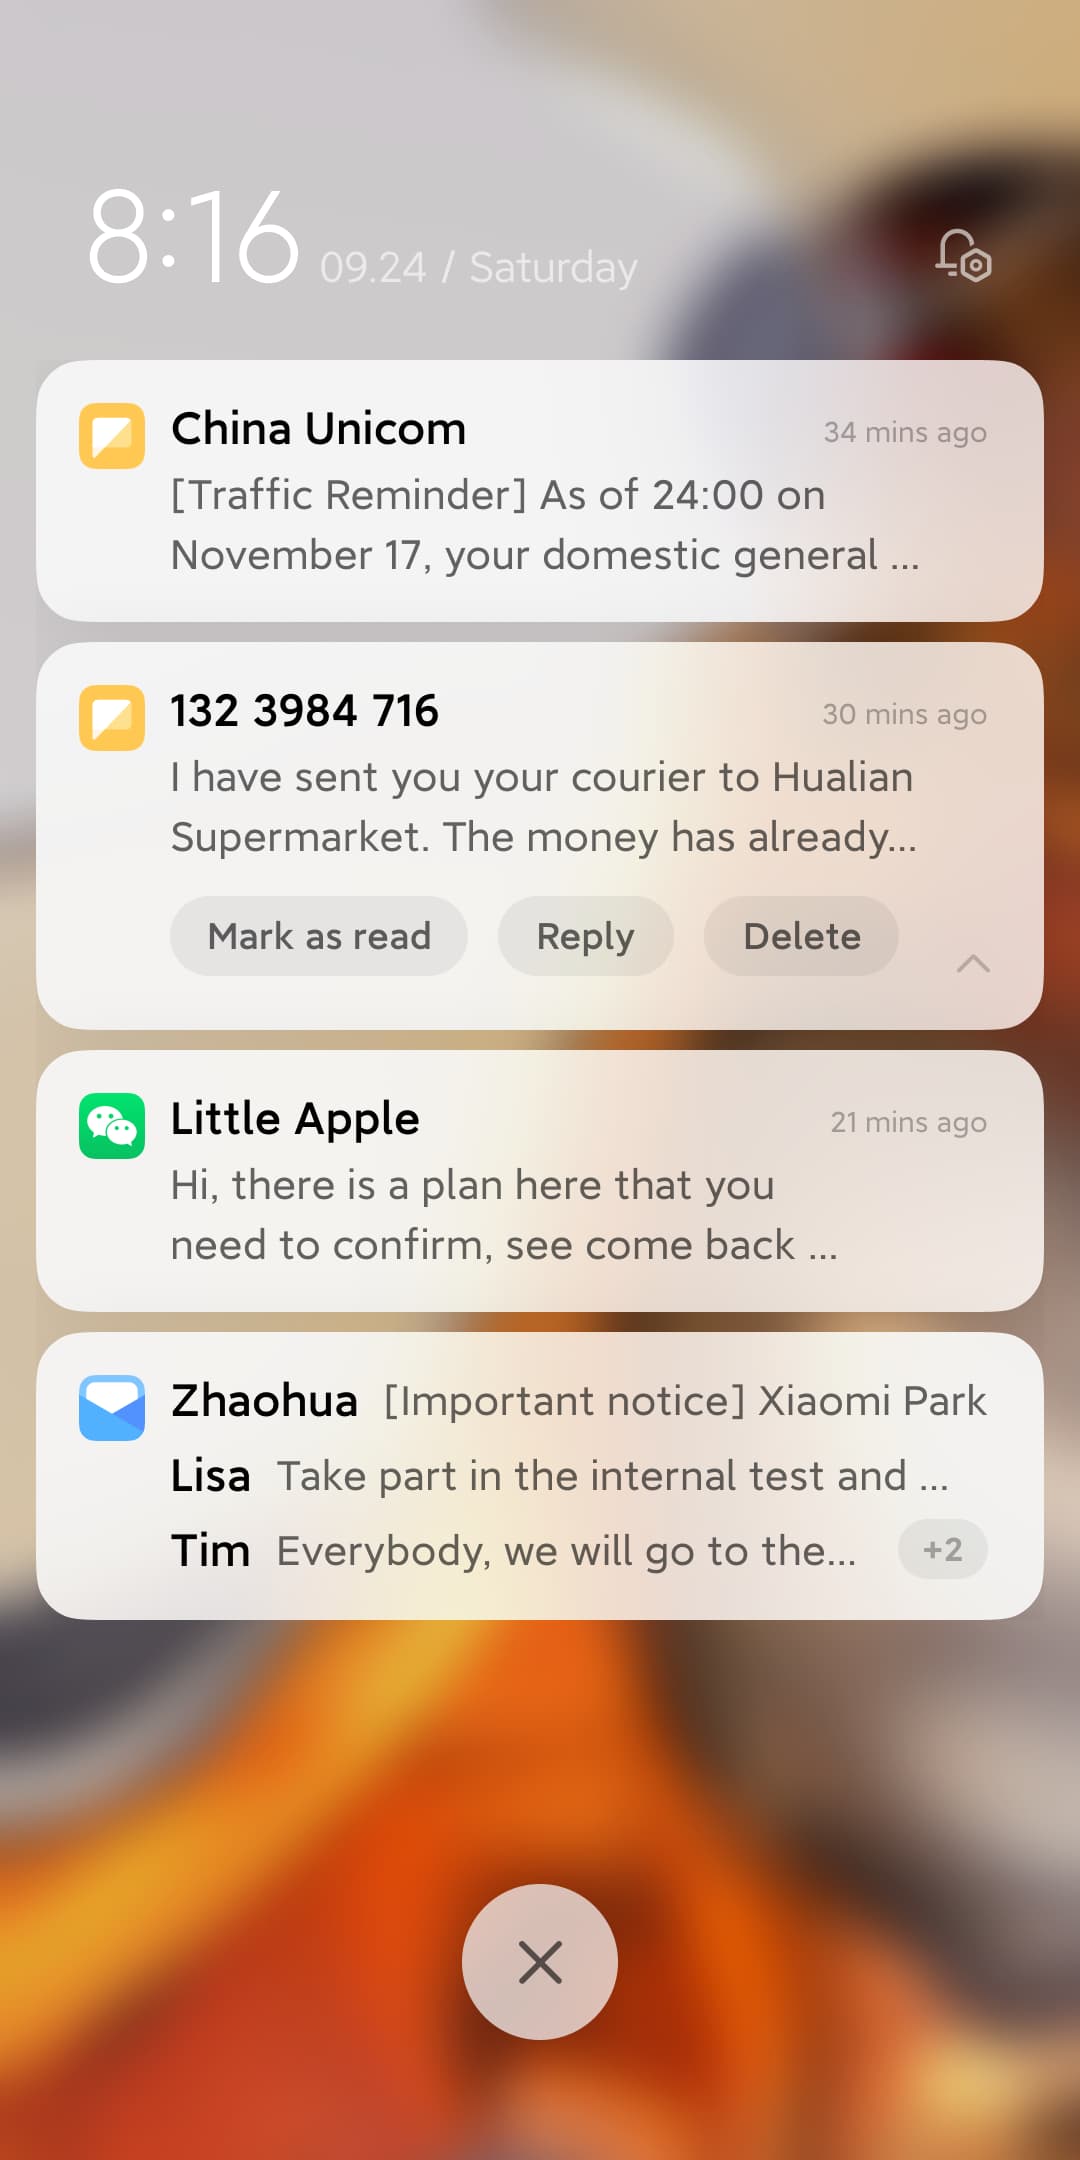 8:16 09.24 / Saturday
China Unicom 34 mins ago
[Traffic Reminder] As of 24:00 on
November 17, your domestic general ...
132 3984 716 30 mins ago
I have sent you your courier to Hualian
Supermarket. The money has already...
Mark as read Reply Delete
Little Apple 21 mins ago
Hi, there is a plan here that you
need to confirm, see come back ...
Zhaohua [Important notice] Xiaomi Park
Lisa Take part in the internal test and ...
Tim Everybody, we will go to the... +2